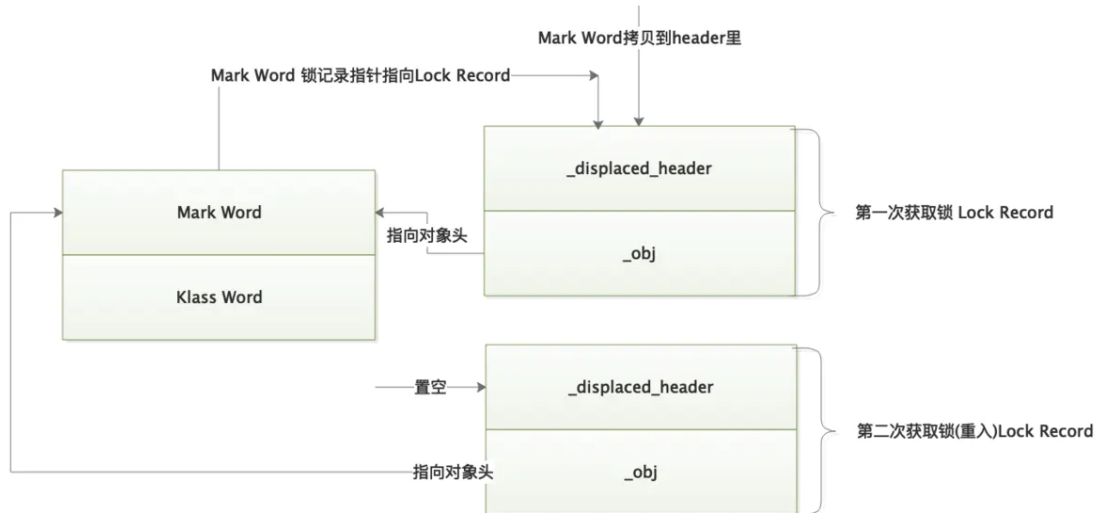 Mark Word拷贝到header里
Mark Word 锁记录指针指向Lock Record
_displaced_header
Mark Word
指向对象头
_obj
第一次获取锁 Lock Record
Klass Word
置空
_displaced_header
第二次获取锁(重入)Lock Record
指向对象头
_obj